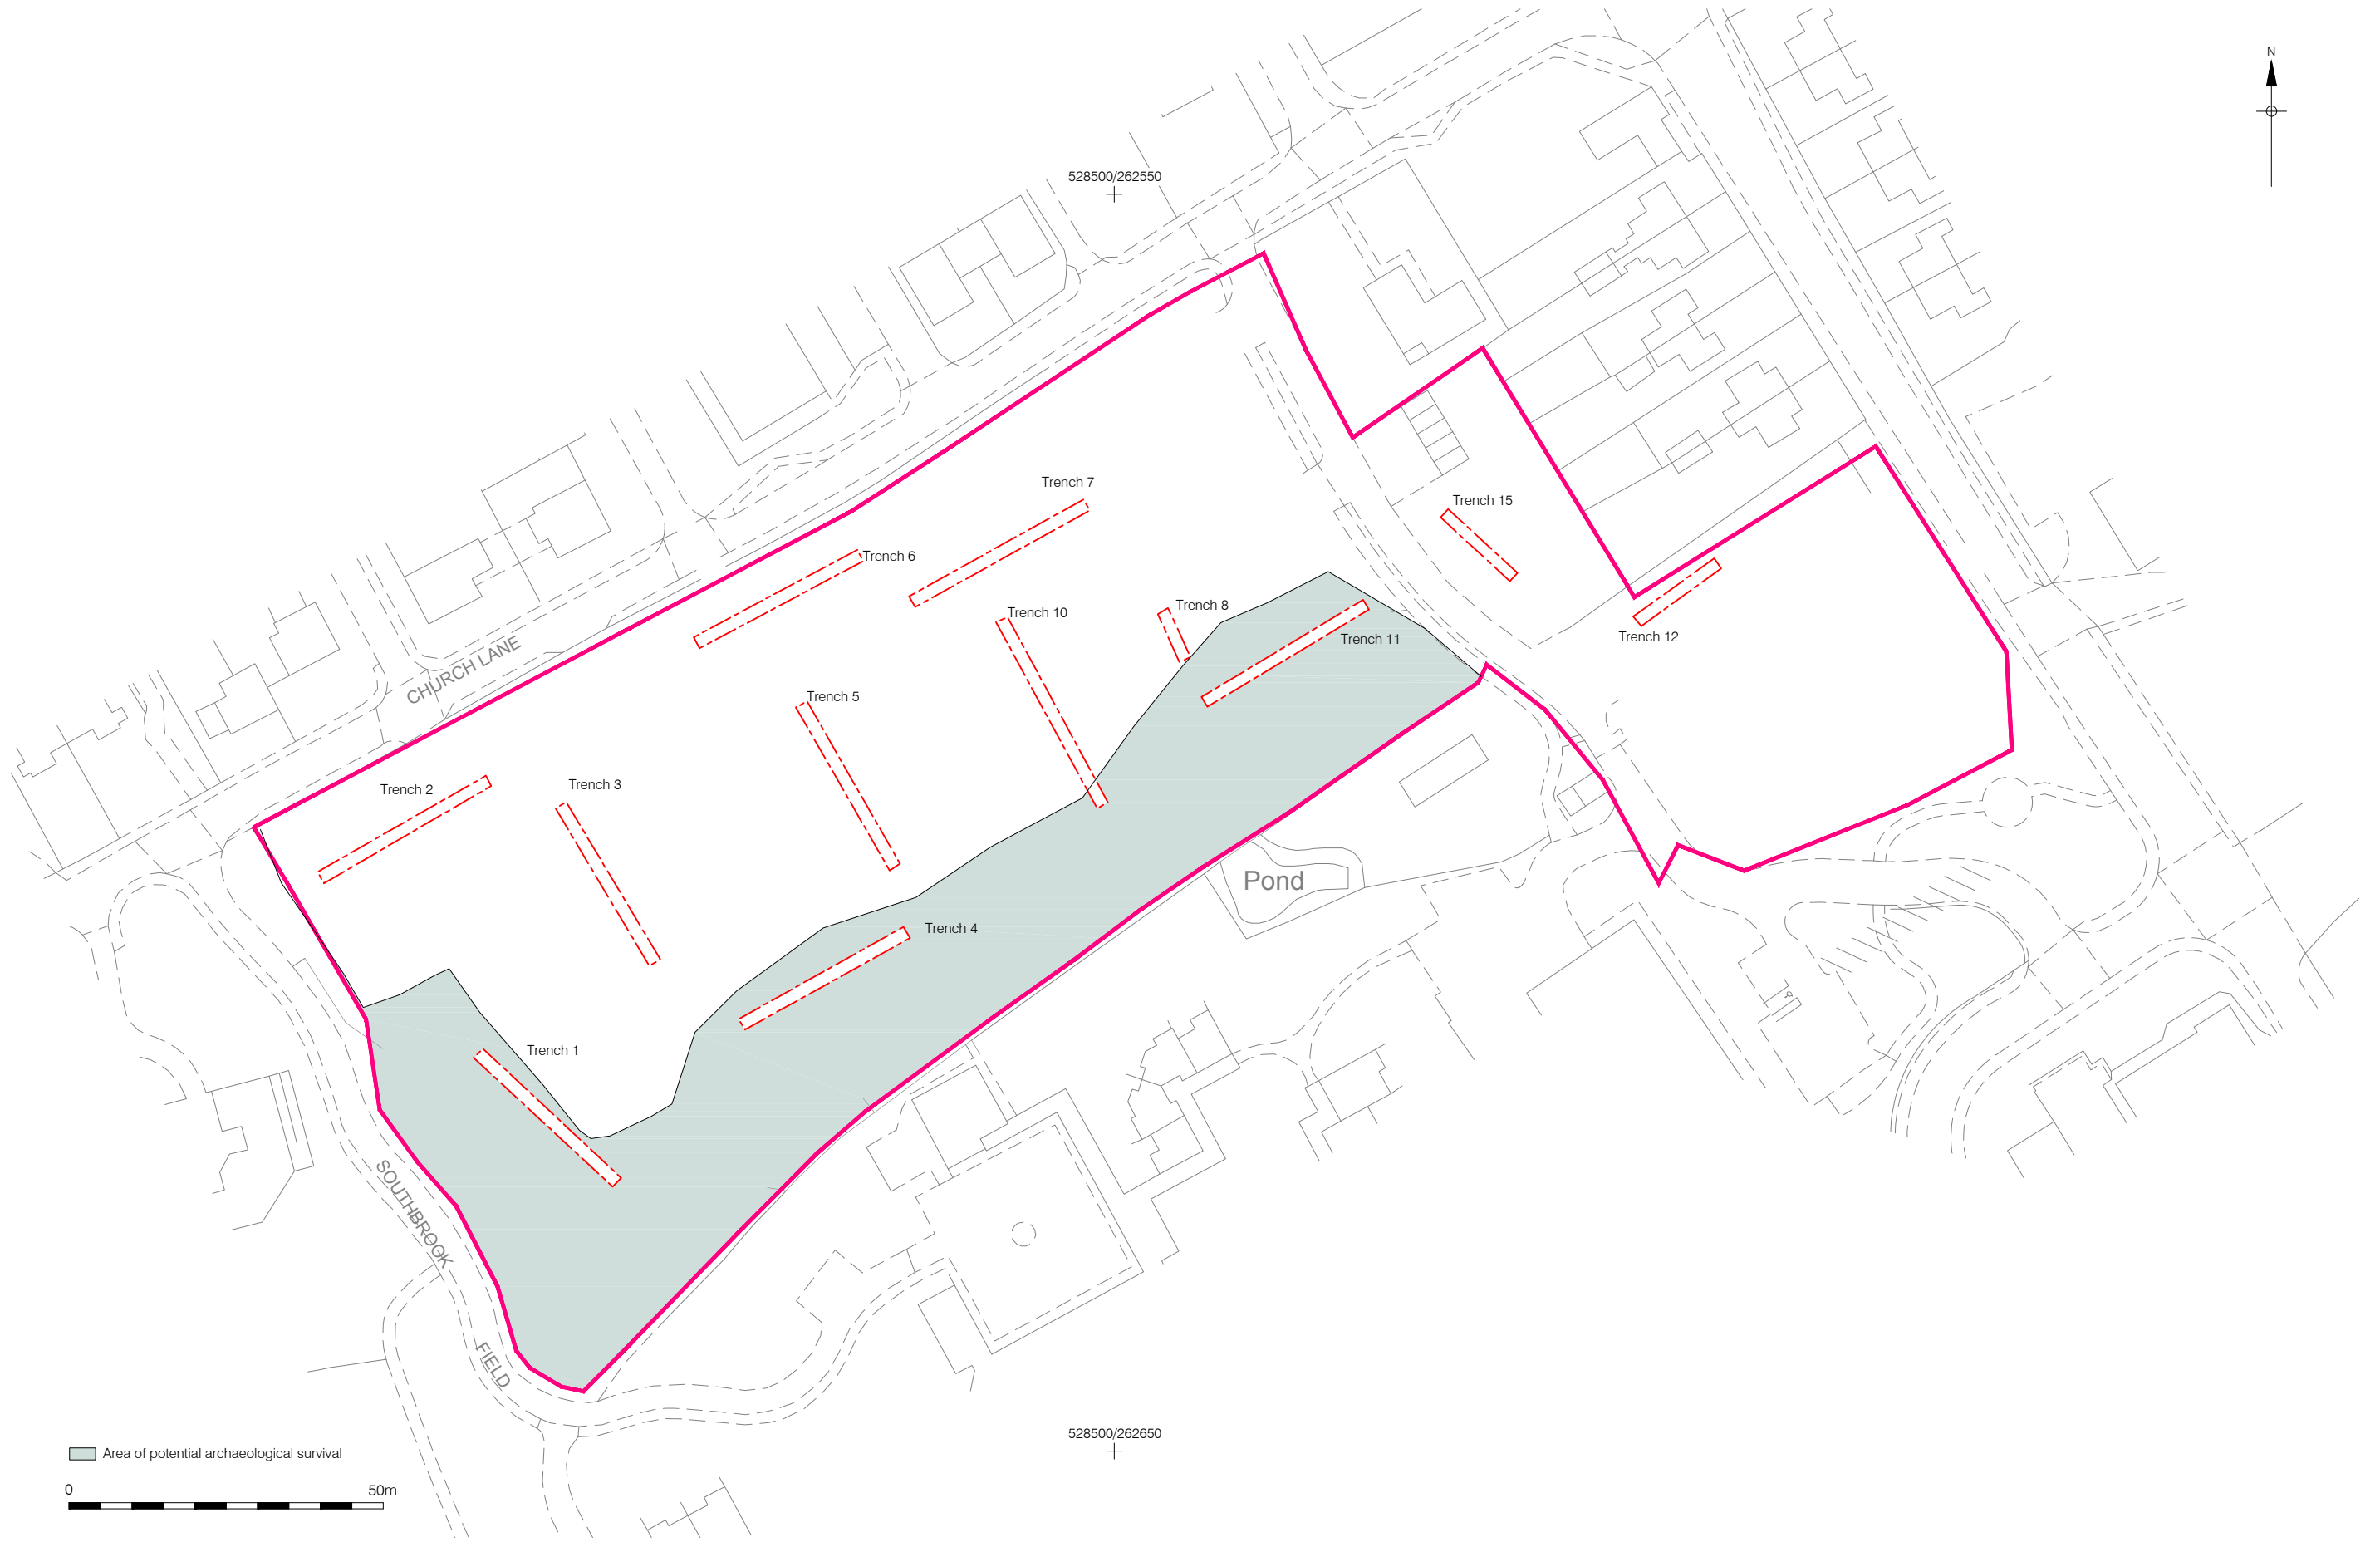 N
528500/262550
Trench 7
Trench 15
Trench 6
Trench 8
Trench 10
Trench 11
Trench 12
CHURCH LANE
Trench 5
Trench 3
Trench 2
Pond
Trench 4
Trench 1
SOUTHBROOK
FIELD
528500/262650
Area of potential archaeological survival
0 50m